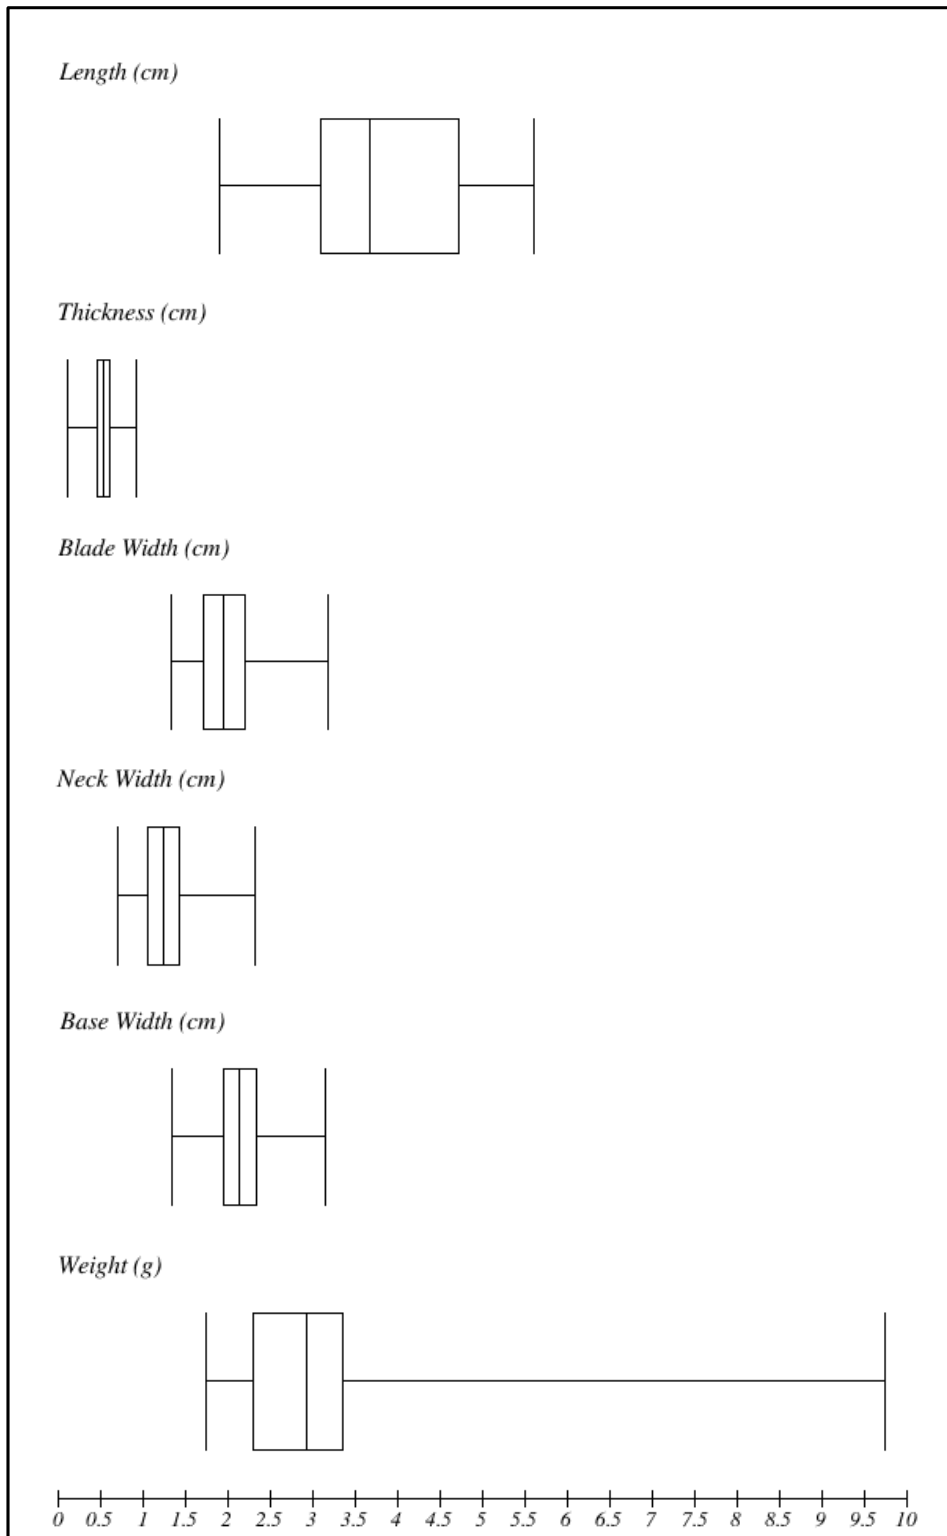 Length (cm)
Thickness (cm)
Blade Width (cm)
Neck Width (cm)
Base Width (cm)
Weight (g)
0 0.5 1 1.5 2 2.5 3 3.5 4 4.5 5 5.5 6 6.5 7 7.5 8 8.5 9 9.5 10